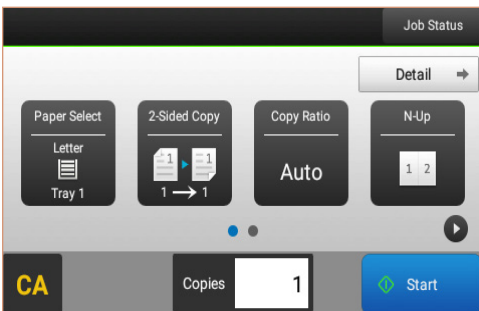 Job Status
Detail
Paper Select
Letter
Tray 1
2-Sided Copy
1 1
1 → 1
Copy Ratio
Auto
N-Up
1 2
CA
Copies
1
Start